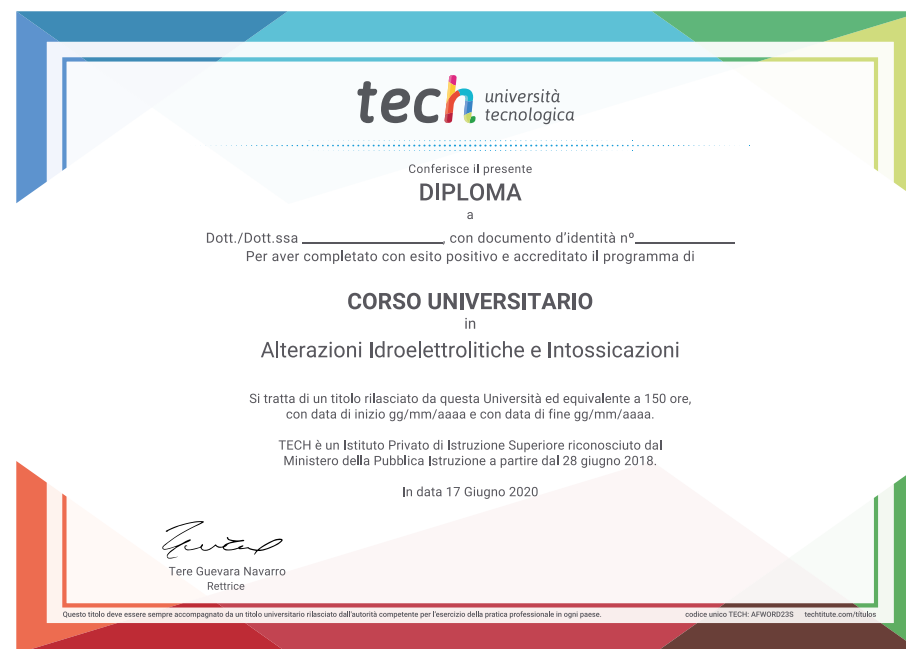 tech università
tecnologica
Conferisce il presente
DIPLOMA
a
Dott./Dott.ssa _______________, con documento d'identità nº___________
Per aver completato con esito positivo e accreditato il programma di
CORSO UNIVERSITARIO
in
Alterazioni Idroelettrolitiche e Intossicazioni
Si tratta di un titolo rilasciato da questa Università ed equivalente a 150 ore,
con data di inizio gg/mm/aaaa e con data di fine gg/mm/aaaa.
TECH è un Istituto Privato di Istruzione Superiore riconosciuto dal
Ministero della Pubblica Istruzione a partire dal 28 giugno 2018.
In data 17 Giugno 2020
Tere Guevara Navarro
Rettrice
Questo titolo deve essere sempre accompagnato da un titolo universitario rilasciato dall'autorità competente per l'esercizio della pratica professionale in ogni paese.
codice unico TECH: AFWORD23S techtitute.com/titulos